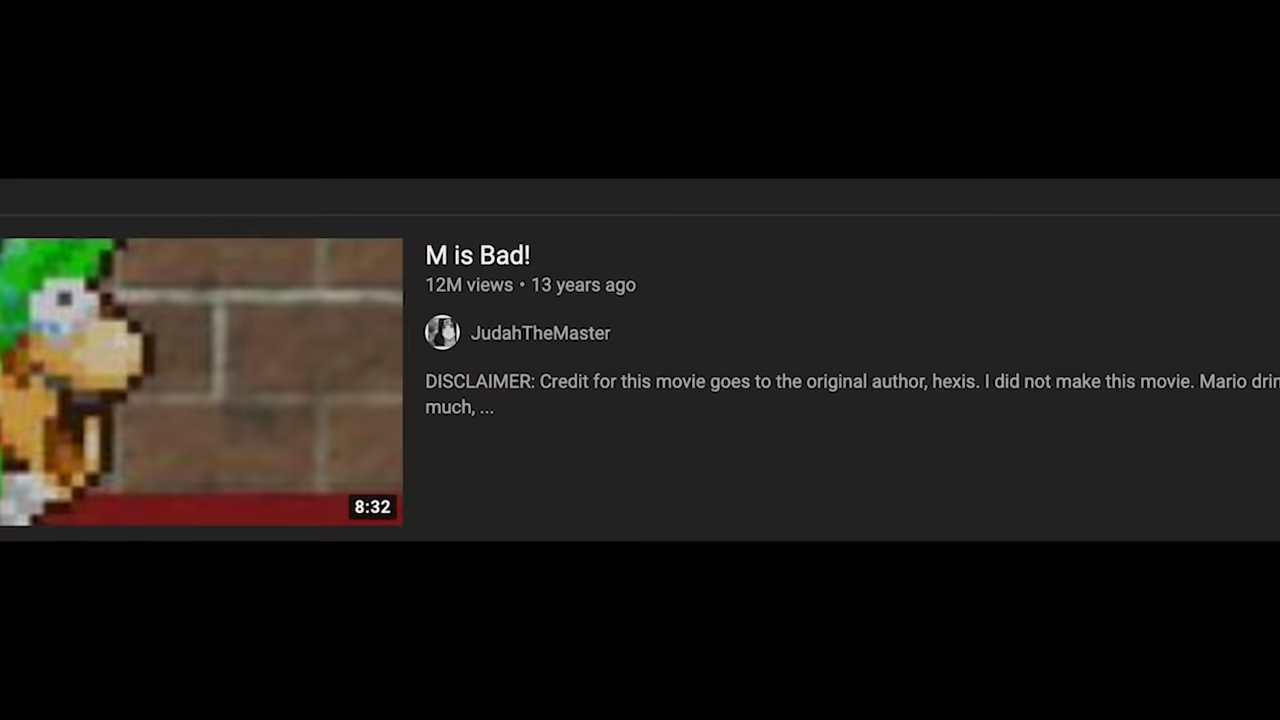 M is Bad!
12M views • 13 years ago
JudahTheMaster
DISCLAIMER: Credit for this movie goes to the original author, hexis. I did not make this movie. Mario
much, ...
8:32